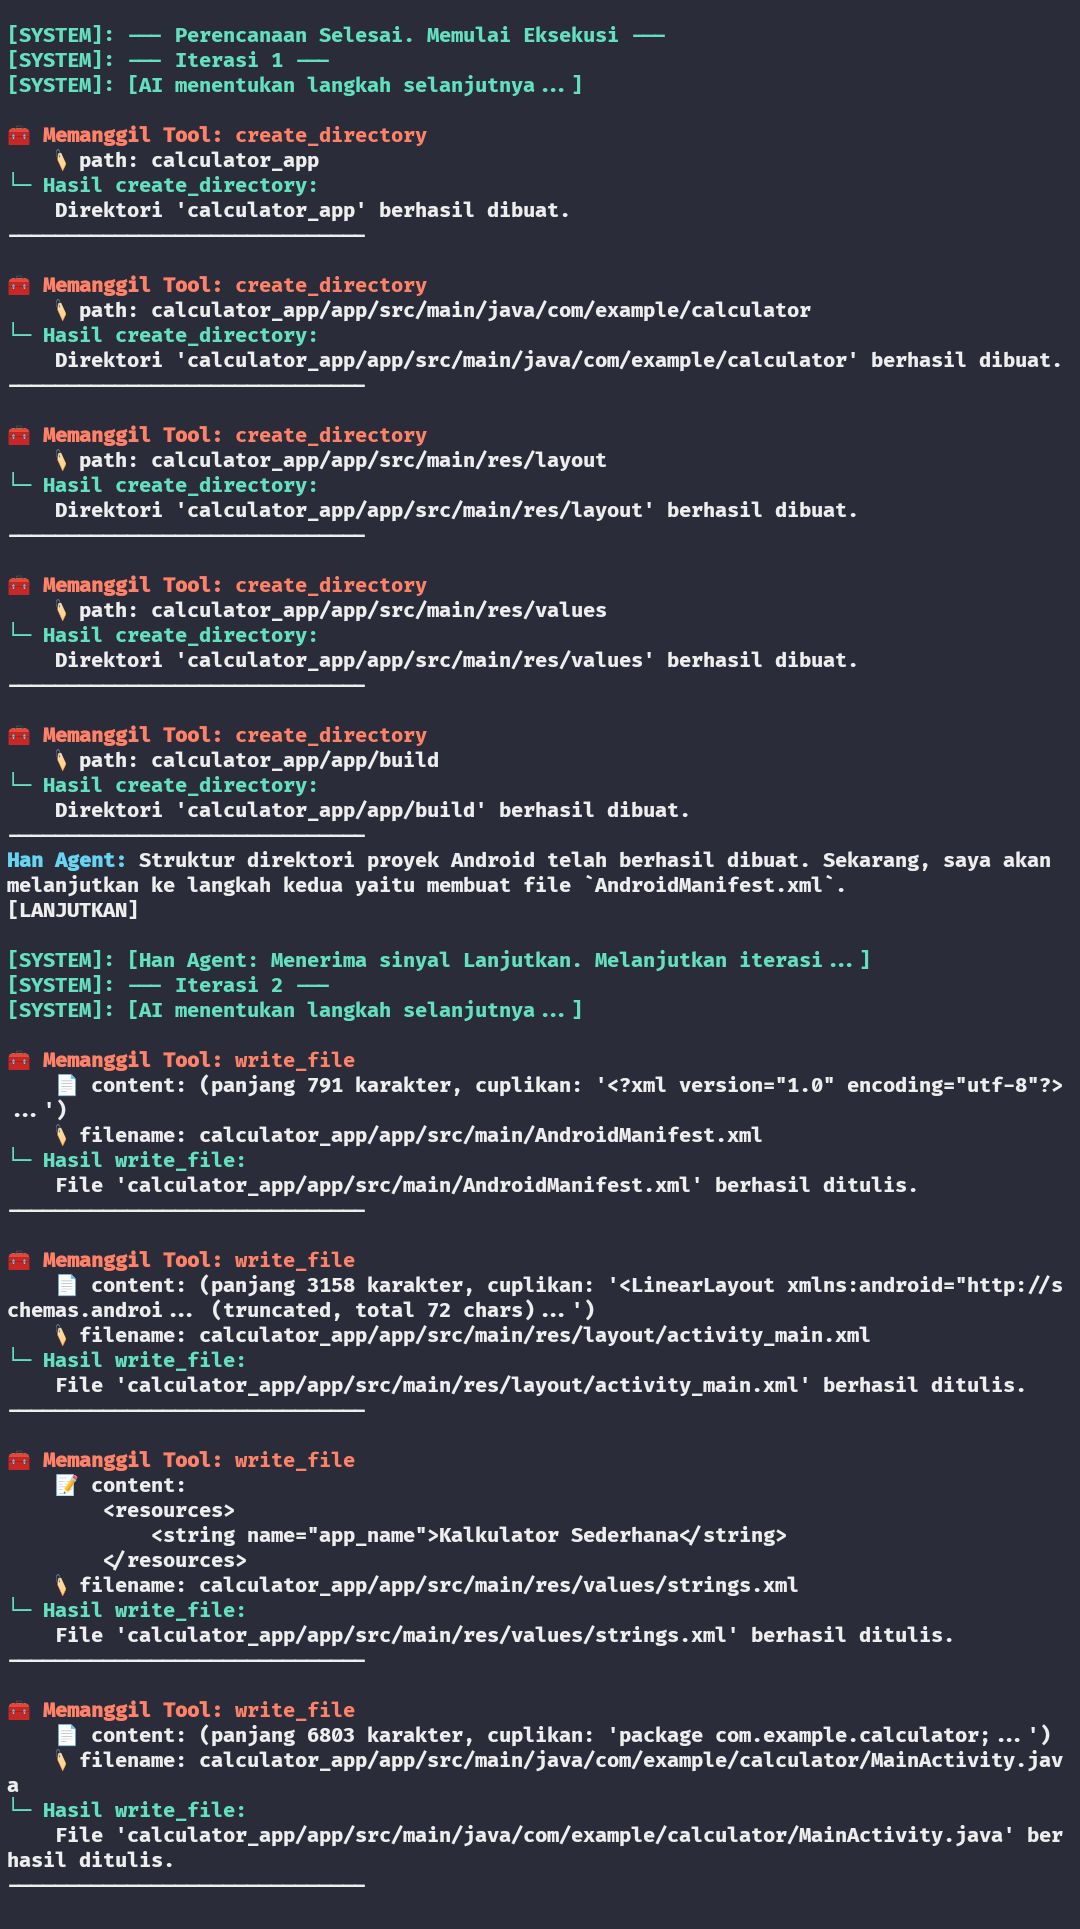 [SYSTEM]: --- Perencanaan Selesai. Memulai Eksekusi ---
[SYSTEM]: --- Iterasi 1 ---
[SYSTEM]: [AI menentukan langkah selanjutnya...]
🧰 Memanggil Tool: create_directory
🏷️ path: calculator_app
└─ Hasil create_directory:
Direktori 'calculator_app' berhasil dibuat.
------------------------------
🧰 Memanggil Tool: create_directory
🏷️ path: calculator_app/app/src/main/java/com/example/calculator
└─ Hasil create_directory:
Direktori 'calculator_app/app/src/main/java/com/example/calculator' berhasil dibuat.
------------------------------
🧰 Memanggil Tool: create_directory
🏷️ path: calculator_app/app/src/main/res/layout
└─ Hasil create_directory:
Direktori 'calculator_app/app/src/main/res/layout' berhasil dibuat.
------------------------------
🧰 Memanggil Tool: create_directory
🏷️ path: calculator_app/app/src/main/res/values
└─ Hasil create_directory:
Direktori 'calculator_app/app/src/main/res/values' berhasil dibuat.
------------------------------
🧰 Memanggil Tool: create_directory
🏷️ path: calculator_app/app/build
└─ Hasil create_directory:
Direktori 'calculator_app/app/build' berhasil dibuat.
------------------------------
Han Agent: Struktur direktori proyek Android telah berhasil dibuat. Sekarang, saya akan
melanjutkan ke langkah kedua yaitu membuat file `AndroidManifest.xml`.
[LANJUTKAN]
[SYSTEM]: [Han Agent: Menerima sinyal Lanjutkan. Melanjutkan iterasi...]
[SYSTEM]: --- Iterasi 2 ---
[SYSTEM]: [AI menentukan langkah selanjutnya...]
🧰 Memanggil Tool: write_file
📄 content: (panjang 791 karakter, cuplikan: '<?xml version="1.0" encoding="utf-8"?>
...')
🏷️ filename: calculator_app/app/src/main/AndroidManifest.xml
└─ Hasil write_file:
File 'calculator_app/app/src/main/AndroidManifest.xml' berhasil ditulis.
------------------------------
🧰 Memanggil Tool: write_file
📄 content: (panjang 3158 karakter, cuplikan: '<LinearLayout xmlns:android="http://s
chemas.androi... (truncated, total 72 chars)...')
🏷️ filename: calculator_app/app/src/main/res/layout/activity_main.xml
└─ Hasil write_file:
File 'calculator_app/app/src/main/res/layout/activity_main.xml' berhasil ditulis.
------------------------------
🧰 Memanggil Tool: write_file
📝 content:
<resources>
<string name="app_name">Kalkulator Sederhana</string>
</resources>
🏷️ filename: calculator_app/app/src/main/res/values/strings.xml
└─ Hasil write_file:
File 'calculator_app/app/src/main/res/values/strings.xml' berhasil ditulis.
------------------------------
🧰 Memanggil Tool: write_file
📄 content: (panjang 6803 karakter, cuplikan: 'package com.example.calculator;...')
🏷️ filename: calculator_app/app/src/main/java/com/example/calculator/MainActivity.jav
a
└─ Hasil write_file:
File 'calculator_app/app/src/main/java/com/example/calculator/MainActivity.java' ber
hasil ditulis.
------------------------------